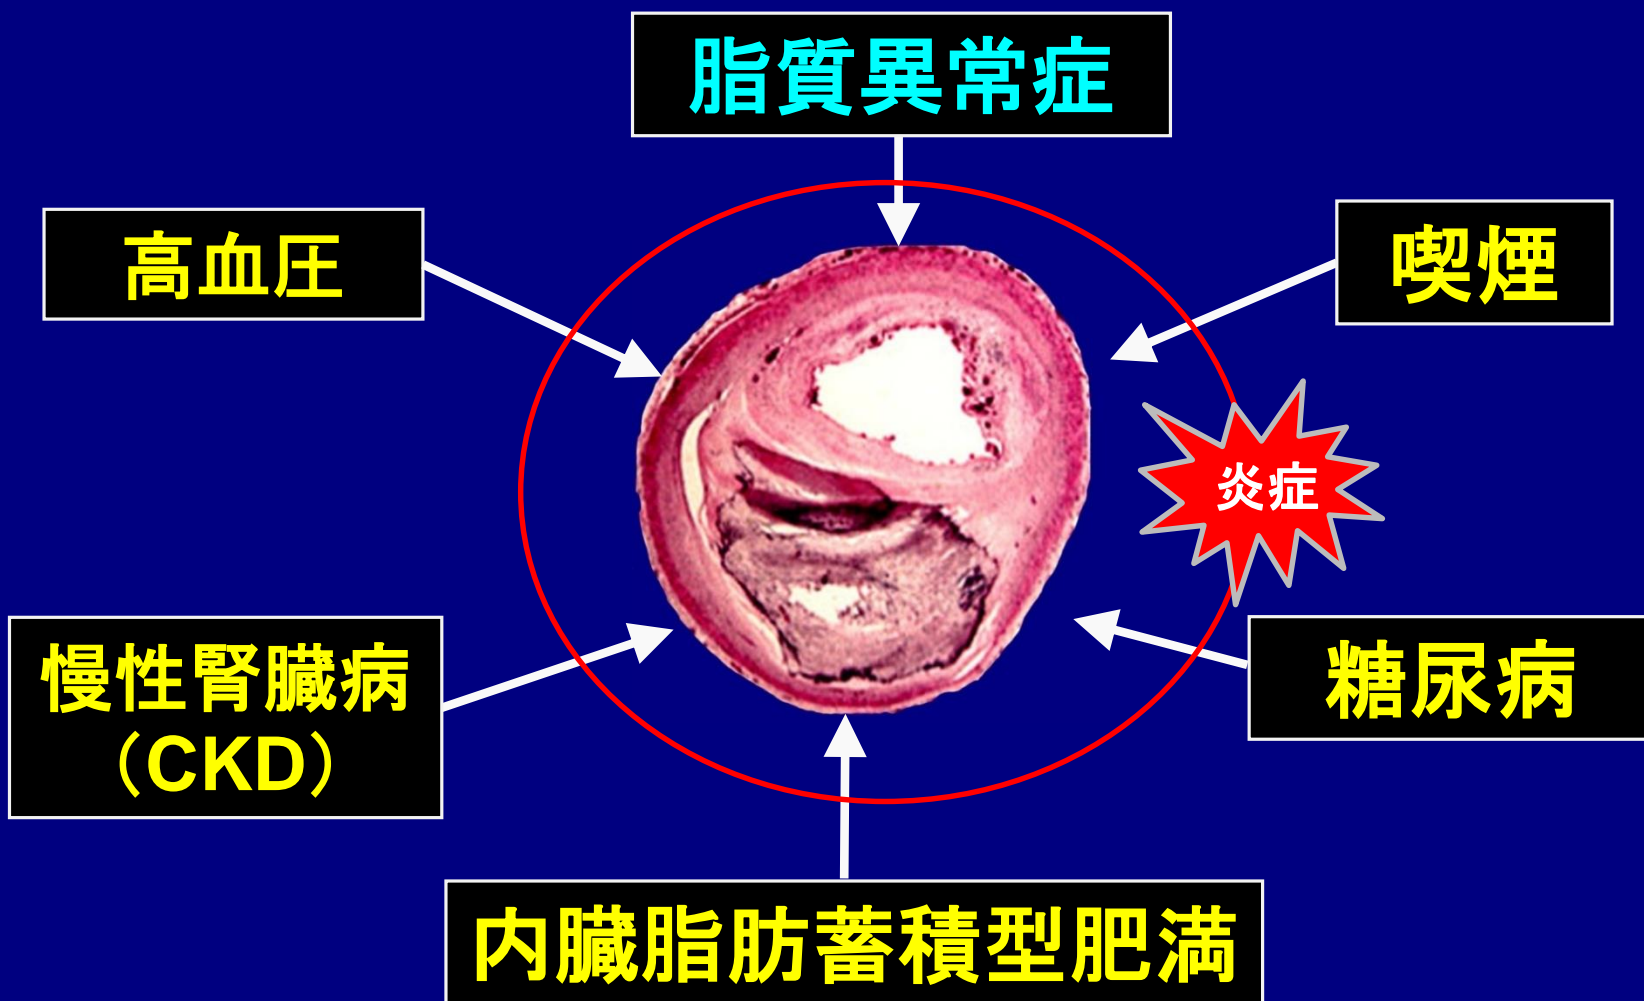 脂質異常症
高血圧
喫煙
炎症
慢性腎臓病
（CKD）
糖尿病
内臓脂肪蓄積型肥満